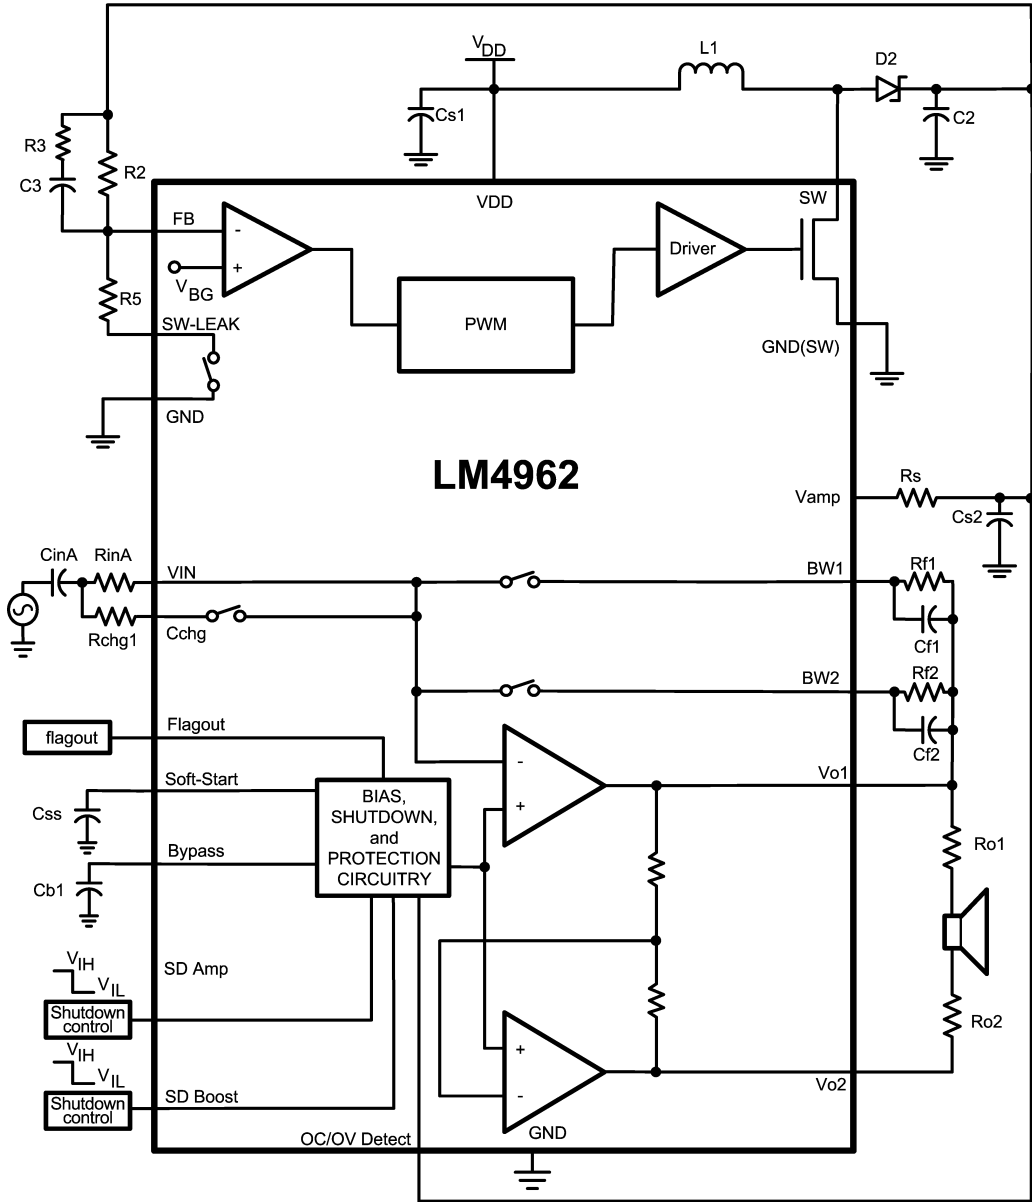 VDD
L1
D2
Cs1
C2
R3
R2
C3
VDD
SW
FB
-
+
VBG
Driver
R5
SW-LEAK
PWM
GND(SW)
GND
LM4962
Vamp
Rs
Cs2
CinA
RinA
VIN
BW1
Rf1
Rchg1
Cchg
Cf1
BW2
Rf2
Cf2
flagout
Flagout
-
+
Vo1
Soft-Start
Css
BIAS,
SHUTDOWN,
and
PROTECTION
CIRCUITRY
Bypass
Cb1
Ro1
VIH
VIL
SD Amp
Shutdown
control
Ro2
+
-
VIH
VIL
Shutdown
control
SD Boost
Vo2
GND
OC/OV Detect